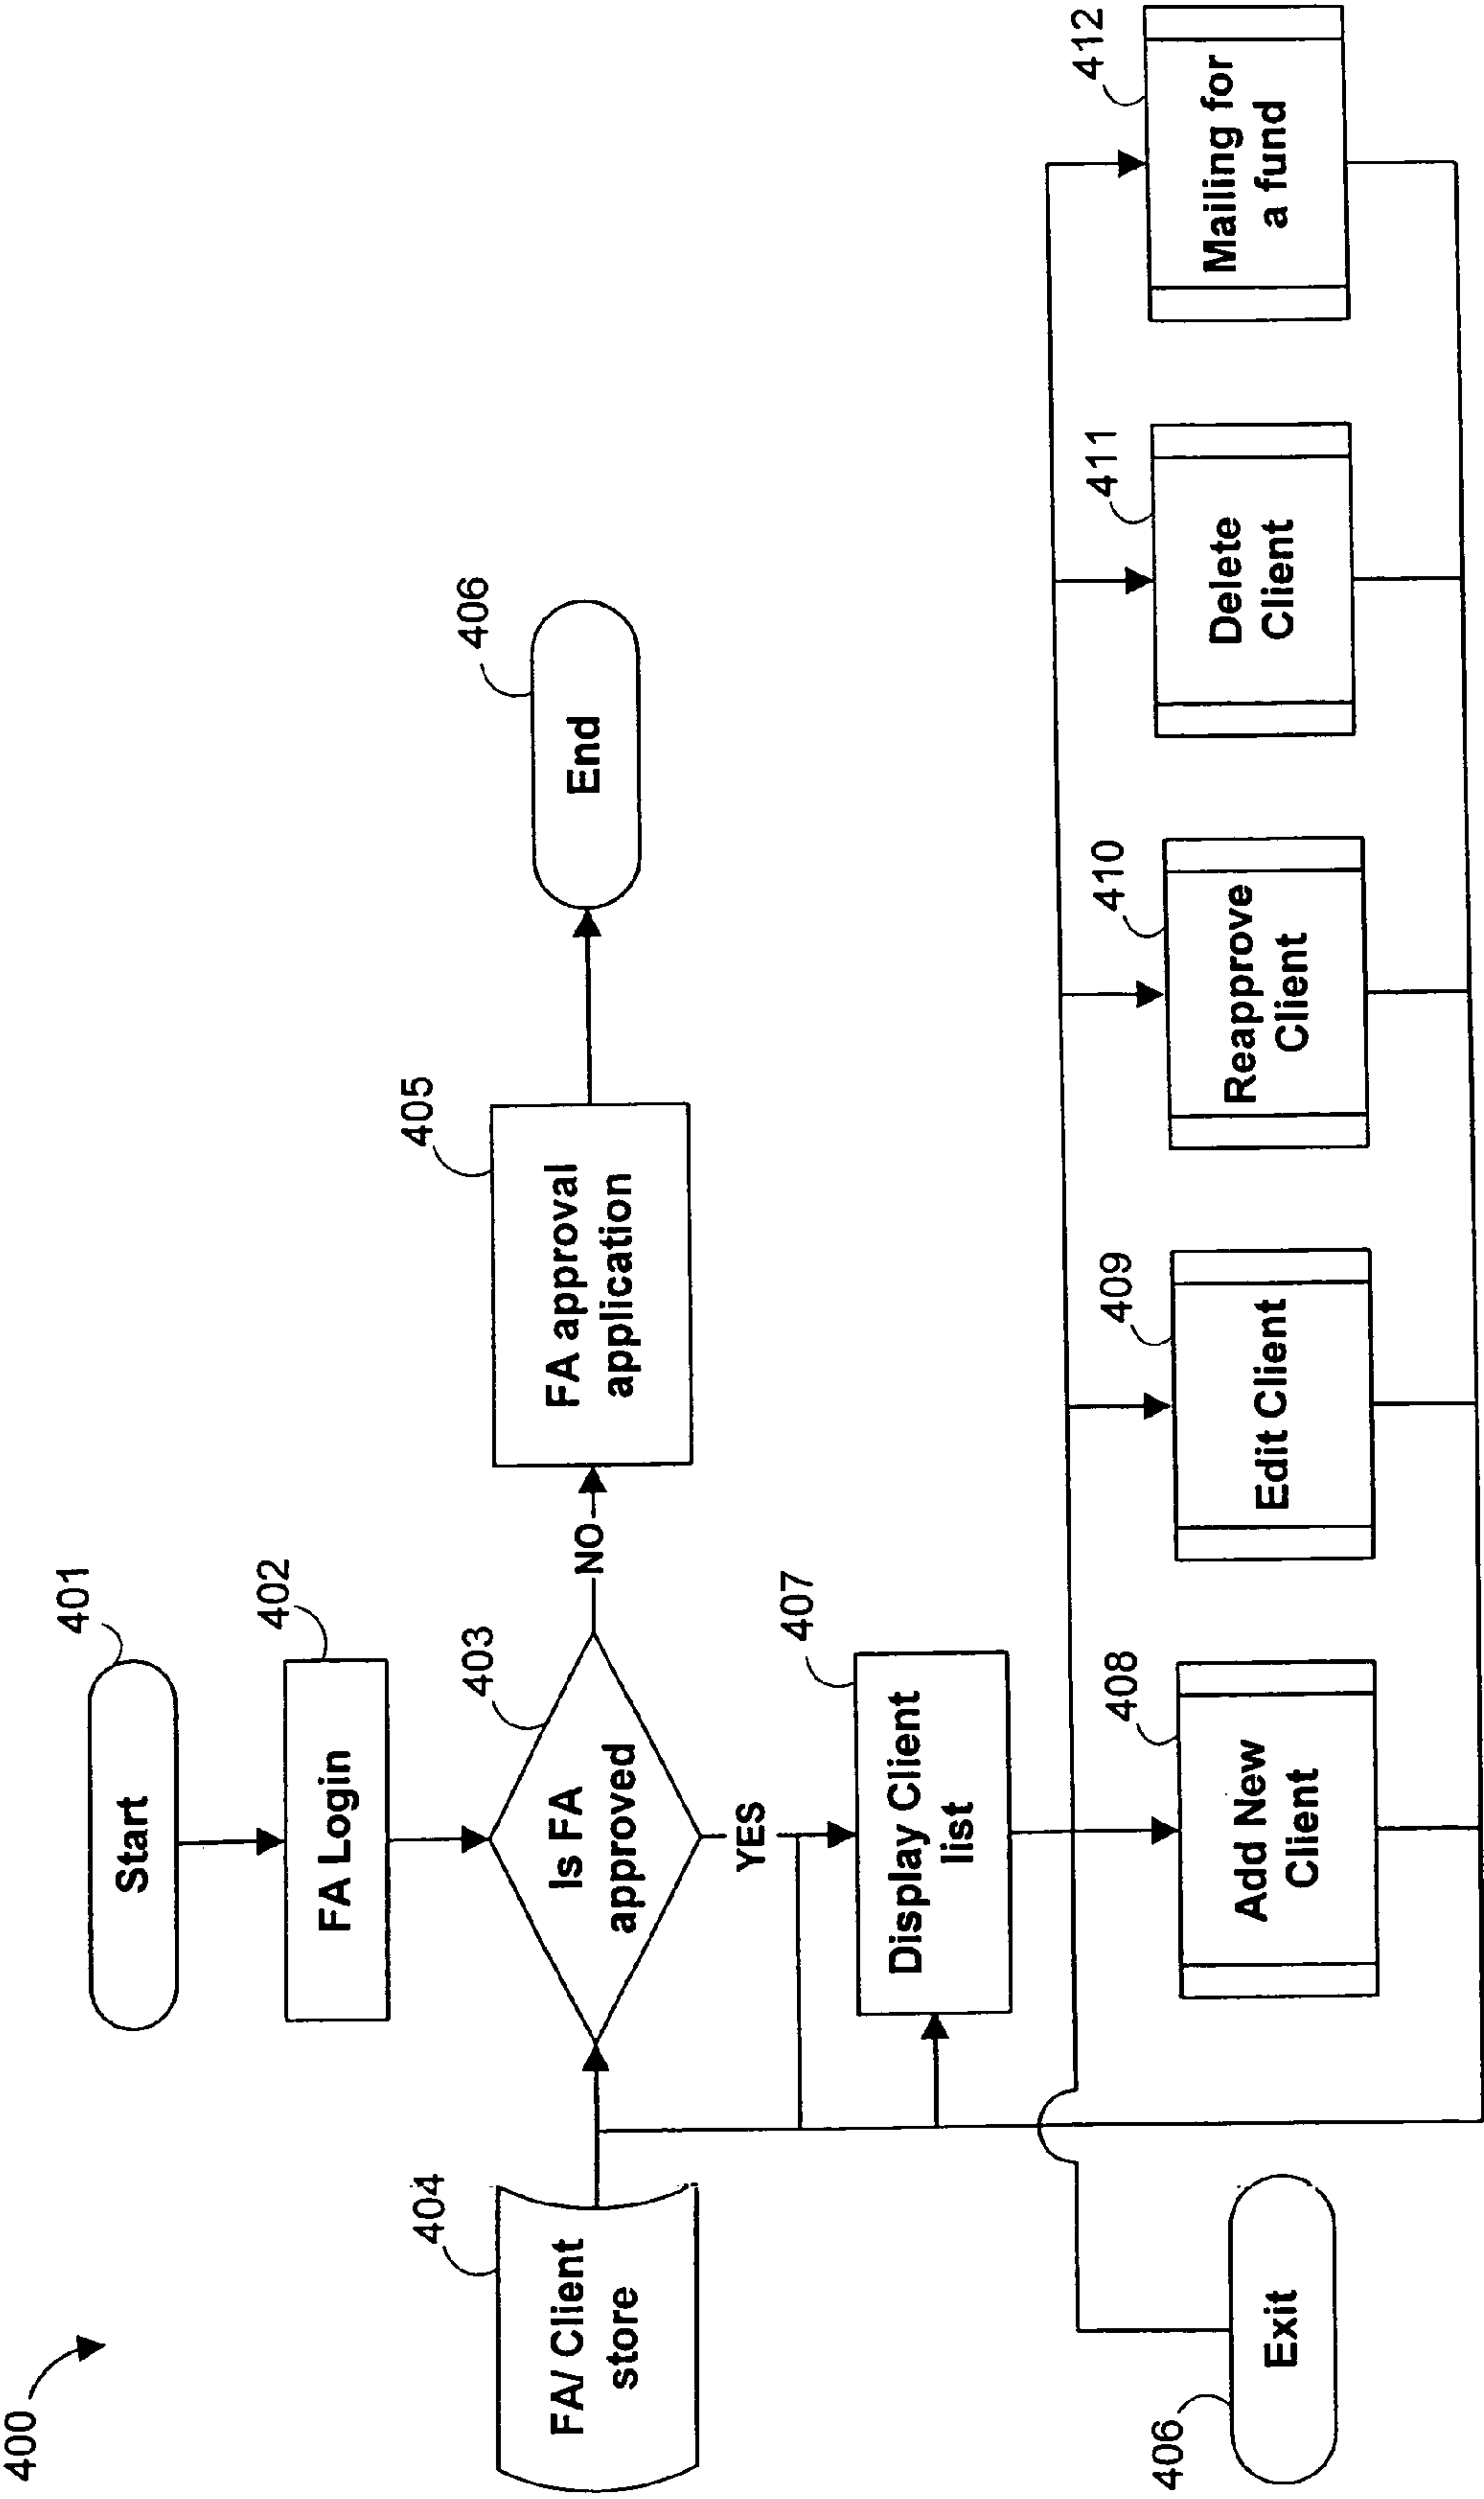 400
401
Start
402
FA Login
403
Is FA
approved
NO
YES
404
FA/ Client
store
405
FA approval
application
406
End
407
Display Client
list
408
Add New
Client
409
Edit Client
410
Reapprove
Client
411
Delete
Client
412
Mailing for
a fund
406
Exit